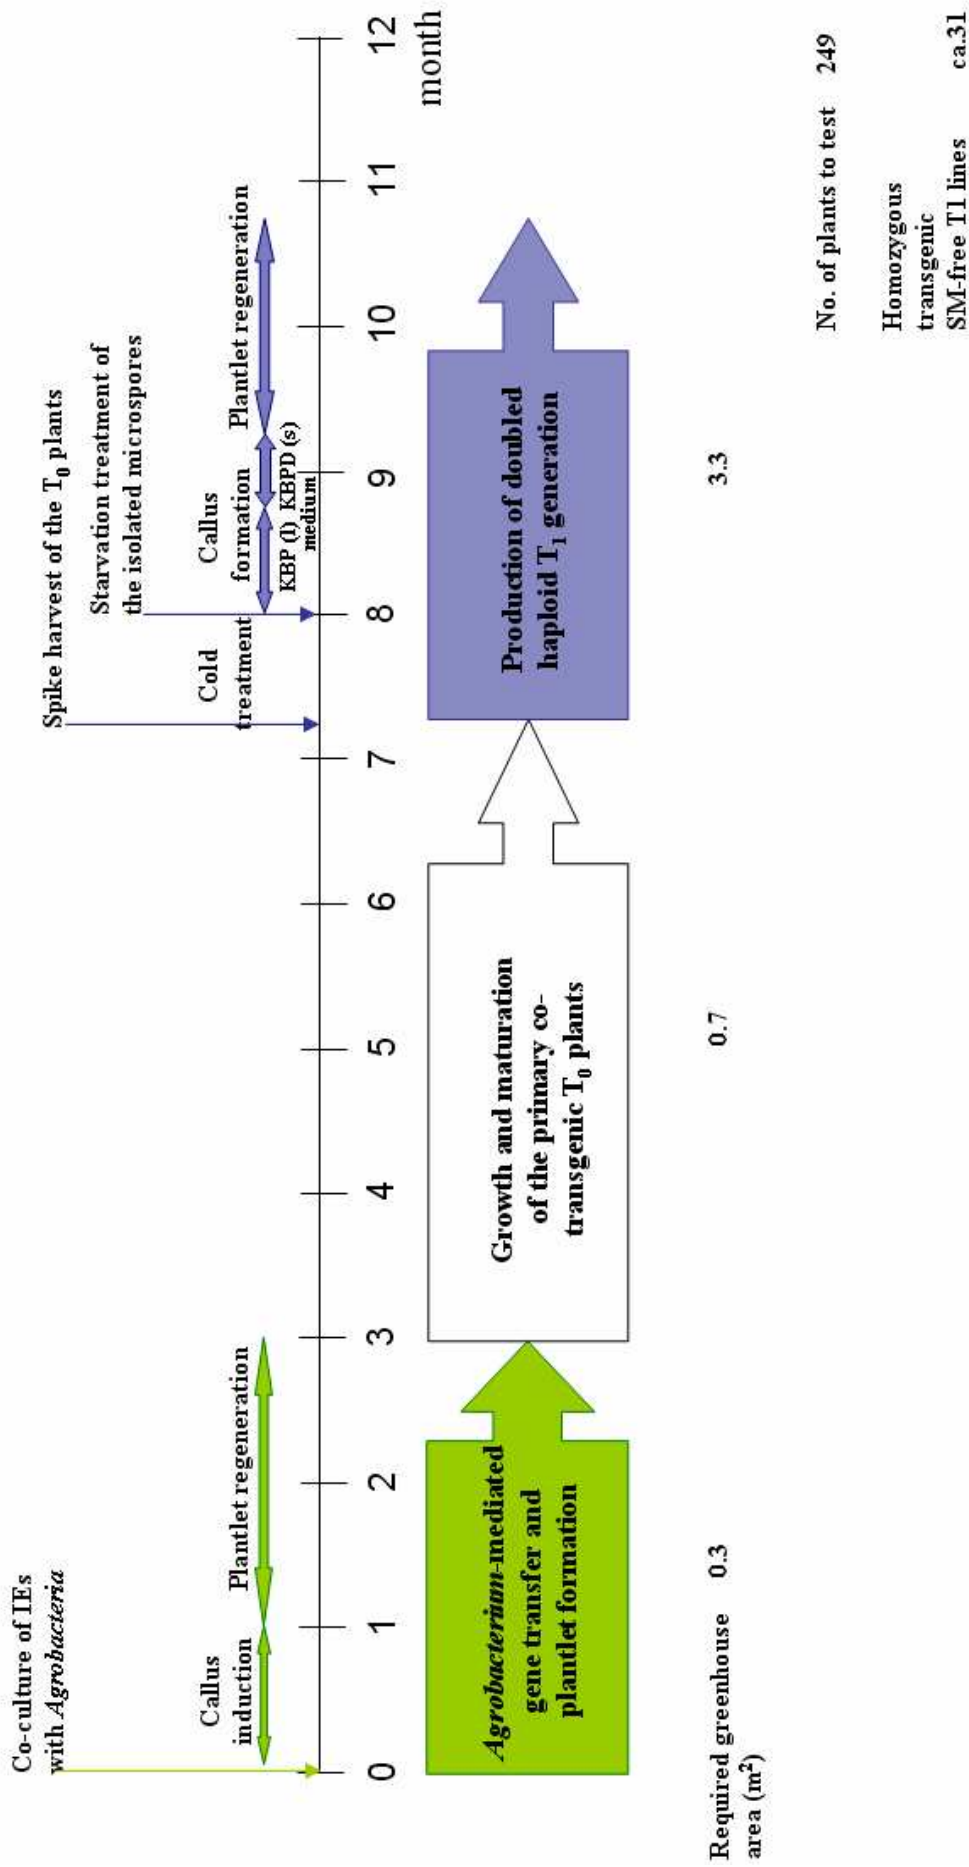 Co-culture of IEs
with Agrobacteria
Spike harvest of the T0 plants
Starvation treatment of
the isolated microspores
Callus
induction
Plantlet regeneration
Cold
treatment
Callus
formation
Plantlet regeneration
KBP (l) KBPD (s)
medium
0 1 2 3 4 5 6 7 8 9 10 11 12
month
Agrobacterium-mediated
gene transfer and
plantlet formation
Growth and maturation
of the primary co-
transgenic T0 plants
Production of doubled
haploid T1 generation
Required greenhouse 0.3 0.7 3.3
area (m²)
No. of plants to test 249
Homozygous
transgenic
SM-free T1 lines ca.31